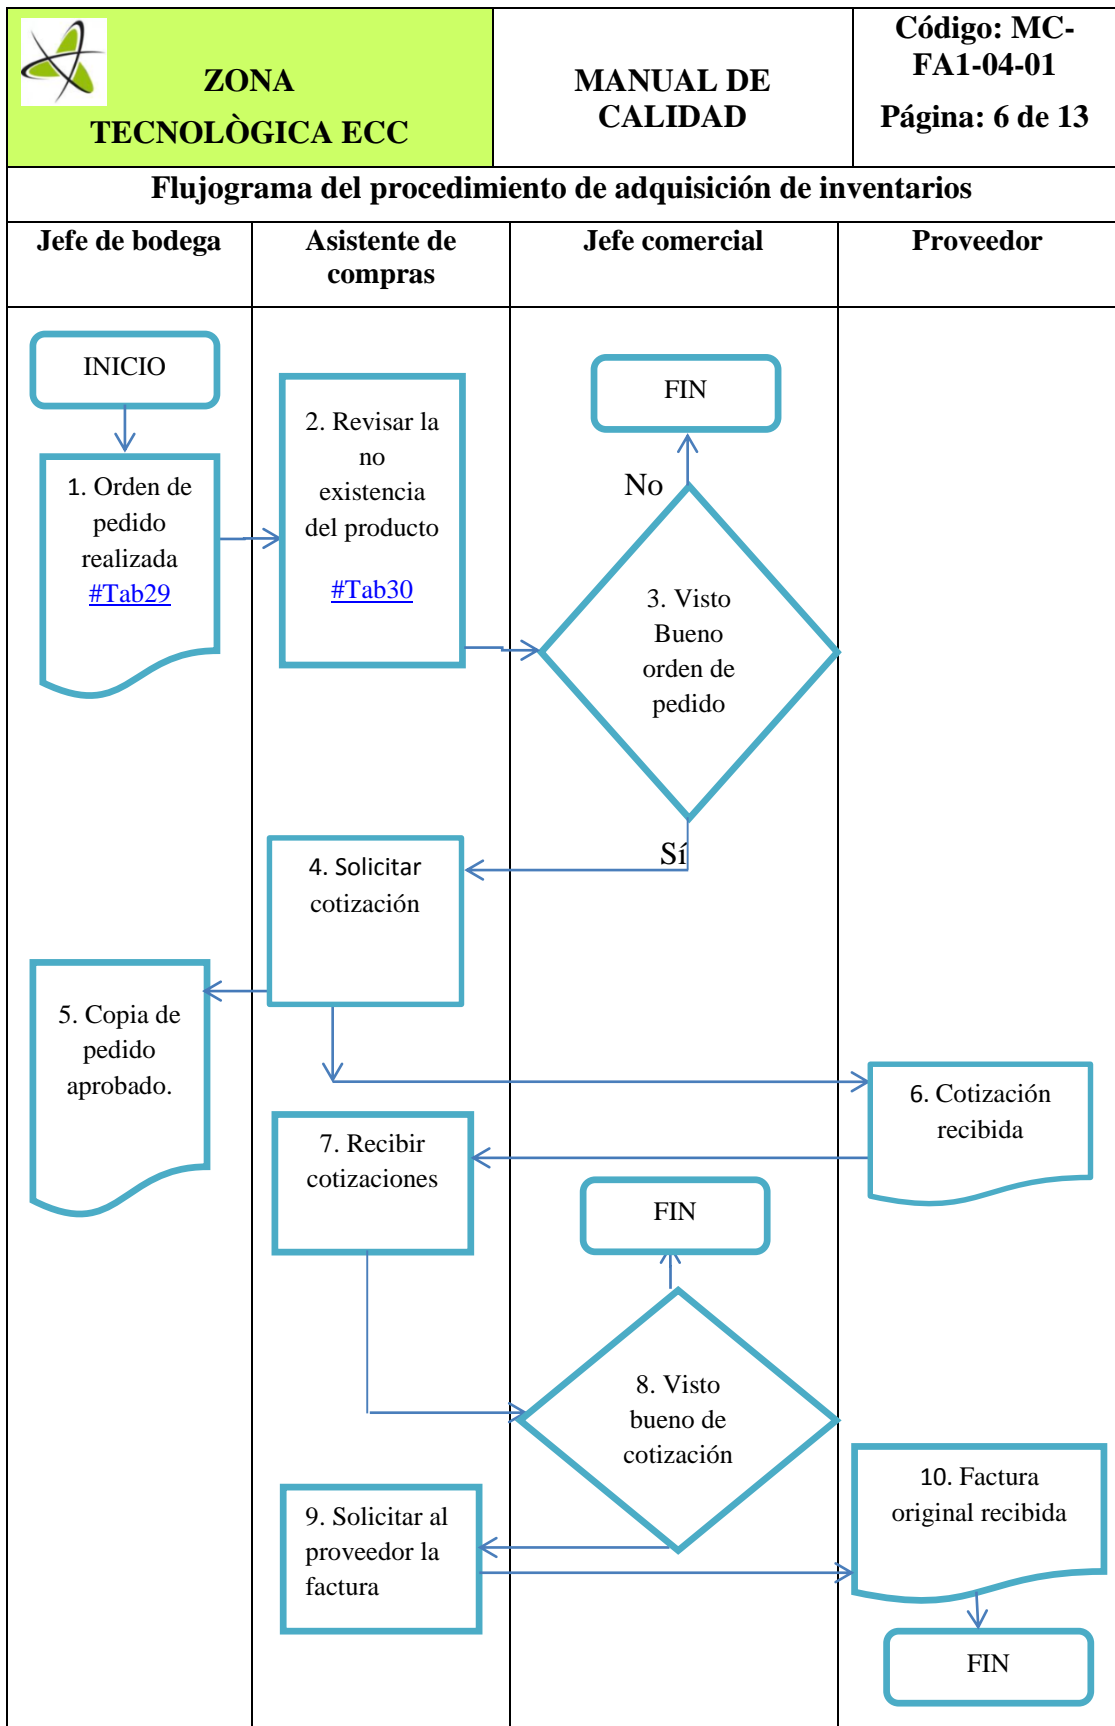 ZONA
TECNOLÒGICA ECC
MANUAL DE
CALIDAD
Código: MC-
FA1-04-01
Página: 6 de 13
Flujograma del procedimiento de adquisición de inventarios
Jefe de bodega
Asistente de
compras
Jefe comercial
Proveedor
INICIO
1. Orden de
pedido
realizada
#Tab29
2. Revisar la
no
existencia
del producto
#Tab30
FIN
No
3. Visto
Bueno
orden de
pedido
Sí
4. Solicitar
cotización
5. Copia de
pedido
aprobado.
6. Cotización
recibida
7. Recibir
cotizaciones
FIN
8. Visto
bueno de
cotización
9. Solicitar al
proveedor la
factura
10. Factura
original recibida
FIN